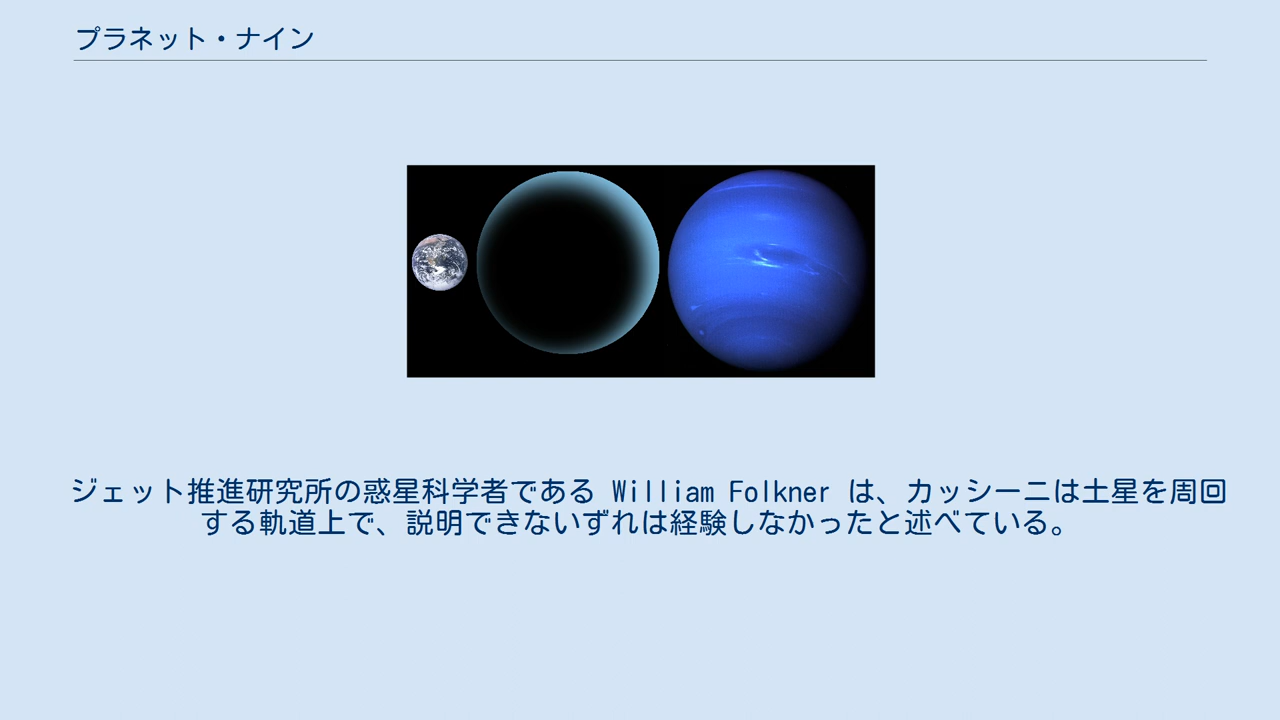 プラネット・ナイン
ジェット推進研究所の惑星科学者である William Folkner は、カッシーニは土星を周回
する軌道上で、説明できないずれは経験しなかったと述べている。